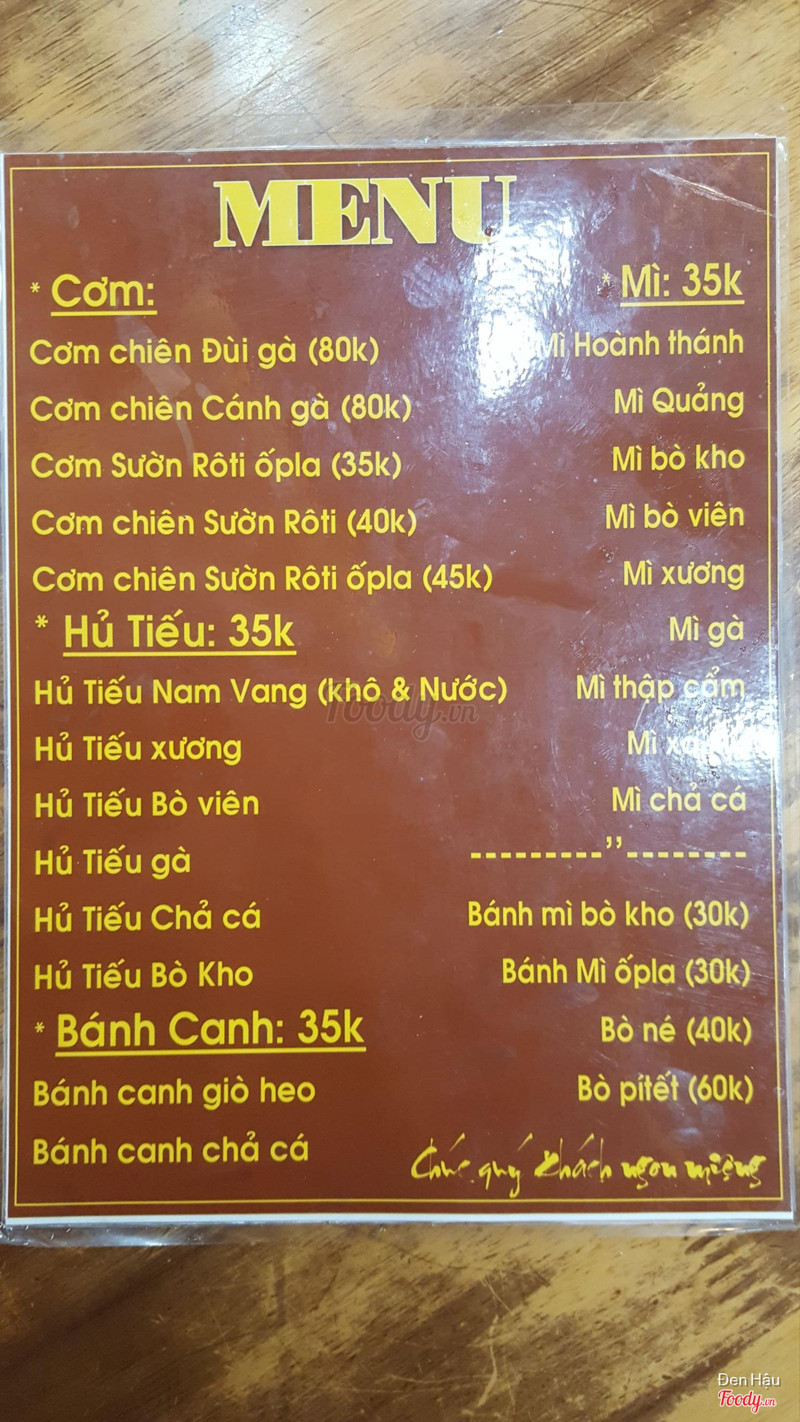 MENU
* Cơm:
Cơm chiên Đùi gà (80k)
Cơm chiên Cánh gà (80k)
Cơm Sườn Rôti ốpla (35k)
Cơm chiên Sườn Rôti (40k)
Cơm chiên Sườn Rôti ốpla (45k)
* Hủ Tiếu: 35k
Hủ Tiếu Nam Vang (khô & Nước)
Hủ Tiếu xương
Hủ Tiếu Bò viên
Hủ Tiếu gà
Hủ Tiếu Chả cá
Hủ Tiếu Bò Kho
* Bánh Canh: 35k
Bánh canh giò heo
Bánh canh chả cá
* Mì: 35k
Mì Hoành thánh
Mì Quảng
Mì bò kho
Mì bò viên
Mì xương
Mì gà
Mì thập cẩm
Mì
Mì chả cá
---------’’--------
Bánh mì bò kho (30k)
Bánh Mì ốpla (30k)
Bò né (40k)
Bò pítết (60k)
Chúc quý khách ngon miệng
foody.vn
Đen Hậu
Foody.vn